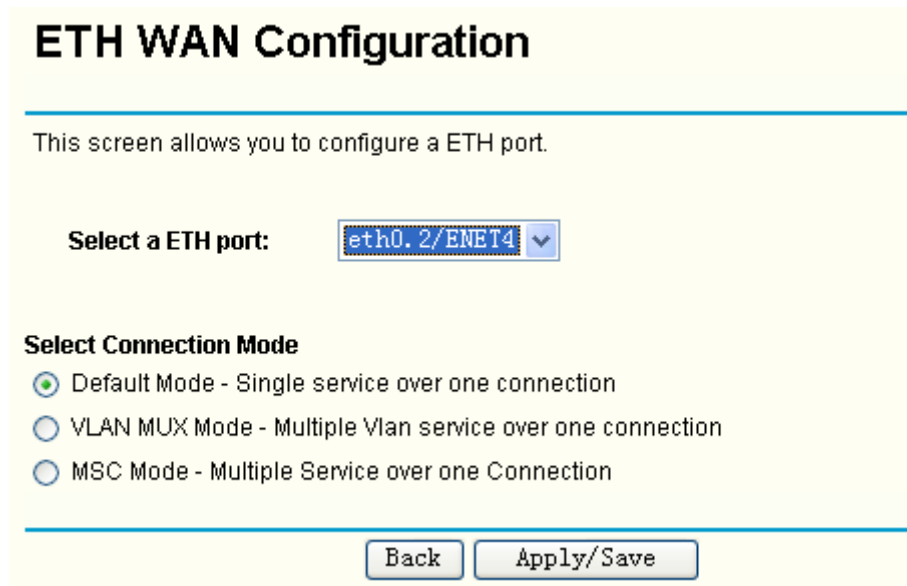 ETH WAN Configuration
This screen allows you to configure a ETH port.
Select a ETH port: eth0.2/ENET4
Select Connection Mode
Default Mode - Single service over one connection
VLAN MUX Mode - Multiple Vlan service over one connection
MSC Mode - Multiple Service over one Connection
Back Apply/Save